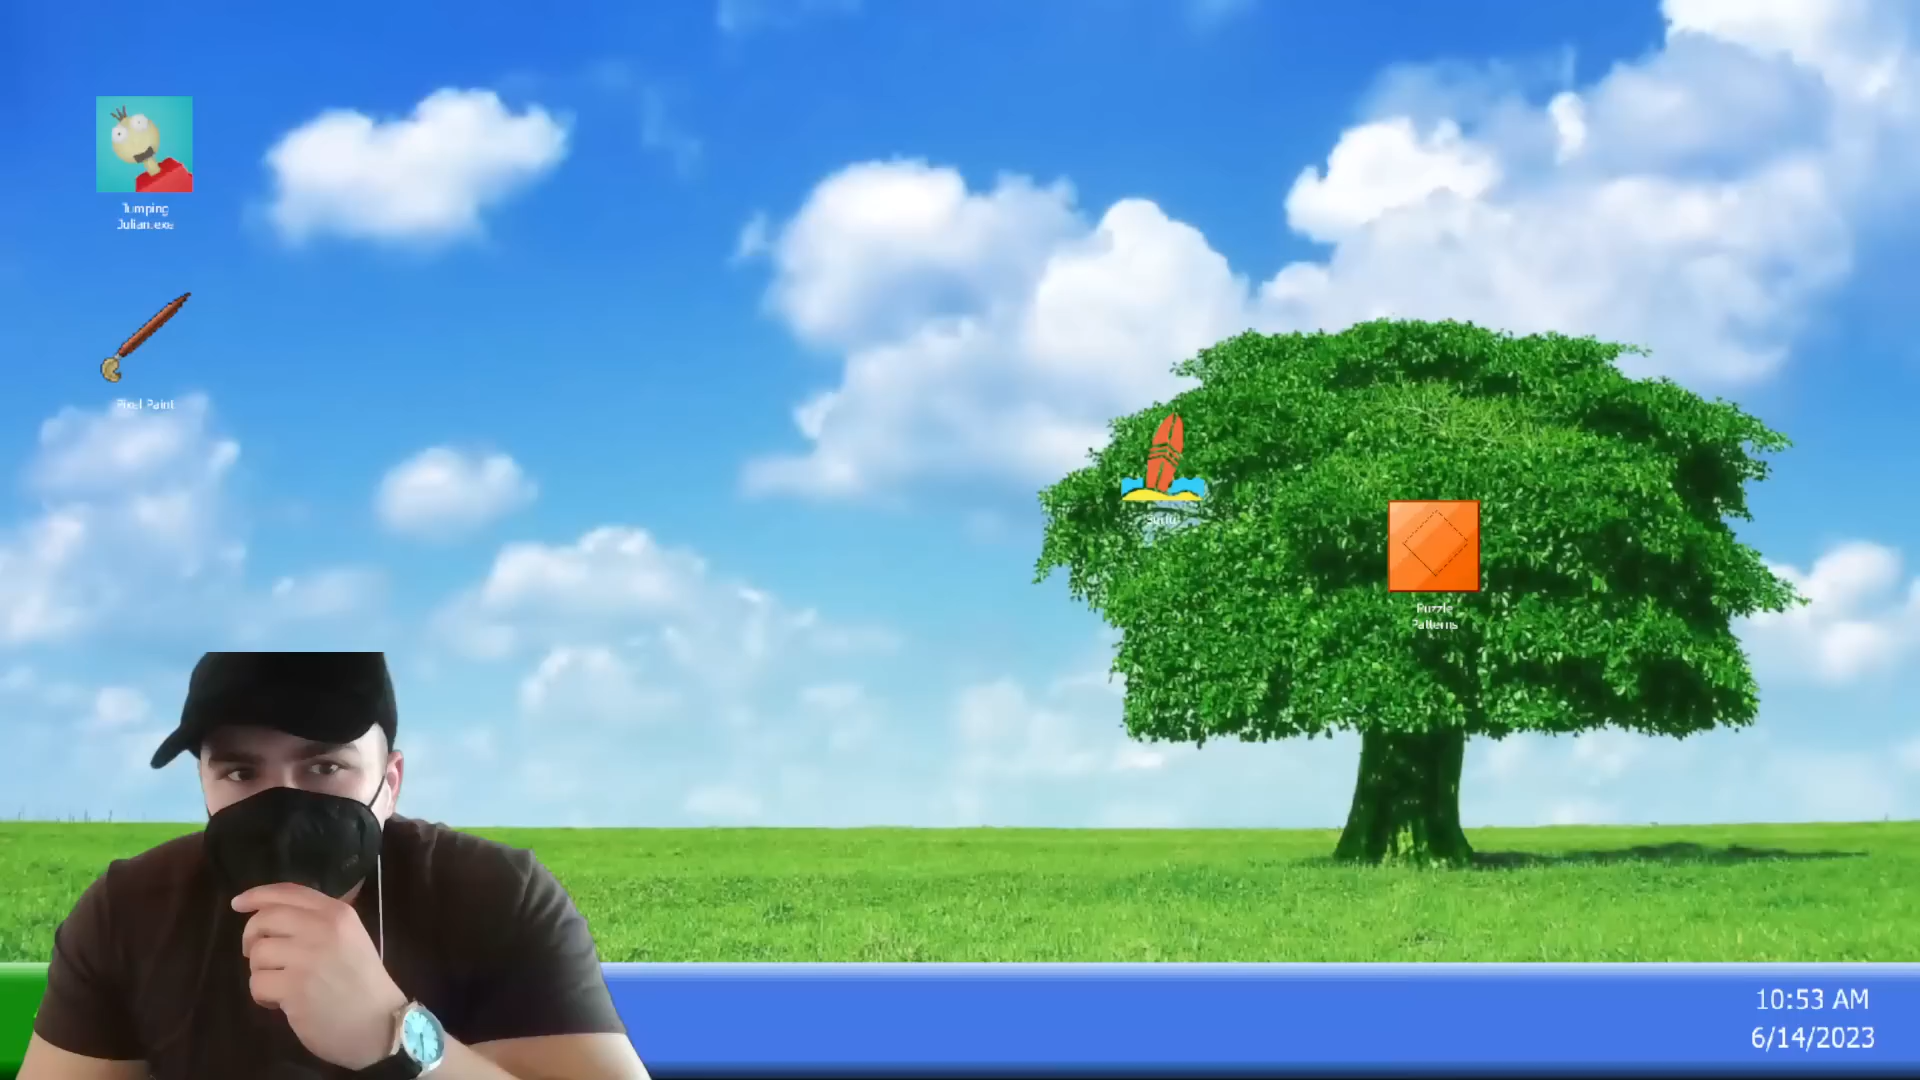 Jumping
Julian.exe
Pixel Paint
Puzzle
Patterns
10:53 AM
6/14/2023